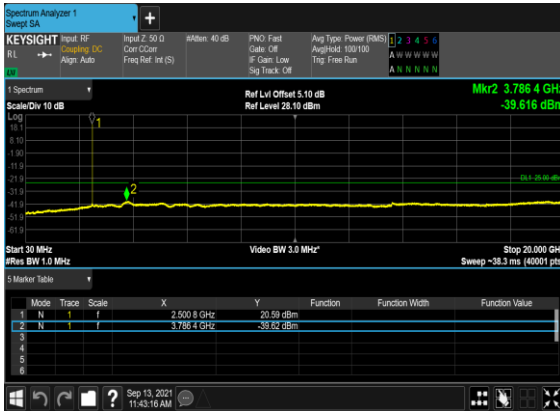 Spectrum Analyzer 1
Swept SA
+
KEYSIGHT Input: RF Input Z: 50 Ω #Atten: 40 dB PNO: Fast Avg Type: Power (RMS) 1 2 3 4 5 6
RL Coupling: DC Corr CCorr Gate: Off Avg|Hold: 100/100 A W W W W W
Align: Auto Freq Ref: Int (S) IF Gain: Low Trig: Free Run
Sig Track: Off A N N N N N
1 Spectrum Ref Lvl Offset 5.10 dB Mkr2 3.786 4 GHz
Scale/Div 10 dB Ref Level 28.10 dBm -39.616 dBm
Log
18.1 1
8.10
-1.90
-11.9
-21.9 DL1 -25.00 dBm
-31.9 2
-41.9
-51.9
-61.9
Start 30 MHz Video BW 3.0 MHz* Stop 20.000 GHz
#Res BW 1.0 MHz Sweep ~38.3 ms (40001 pts)
5 Marker Table
Mode Trace Scale X Y Function Function Width Function Value
1 N 1 f 2.500 8 GHz 20.59 dBm
2 N 1 f 3.786 4 GHz -39.62 dBm
3
4
5
6
? Sep 13, 2021
11:43:16 AM